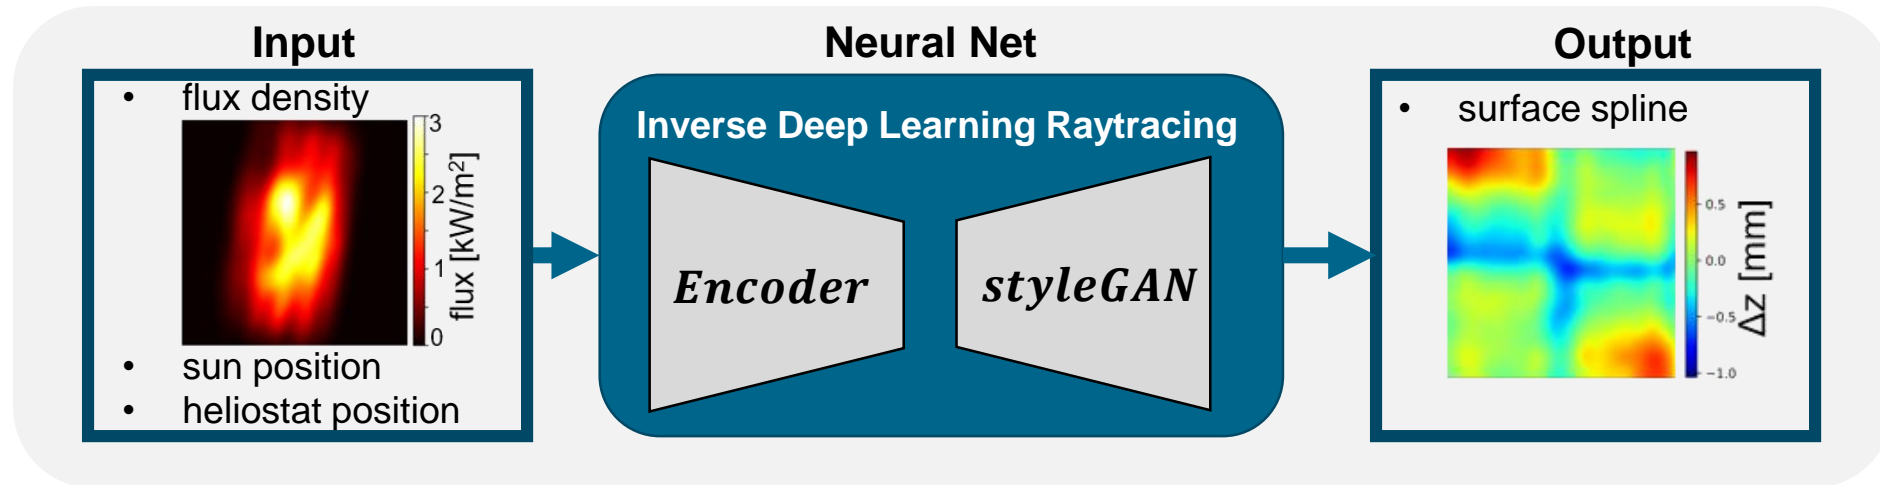 Input
• flux density
3
2
1
0
flux [kW/m²]
• sun position
• heliostat position
Neural Net
Inverse Deep Learning Raytracing
Encoder
styleGAN
Output
• surface spline
0.5
0.0
−0.5
−1.0
Δz [mm]